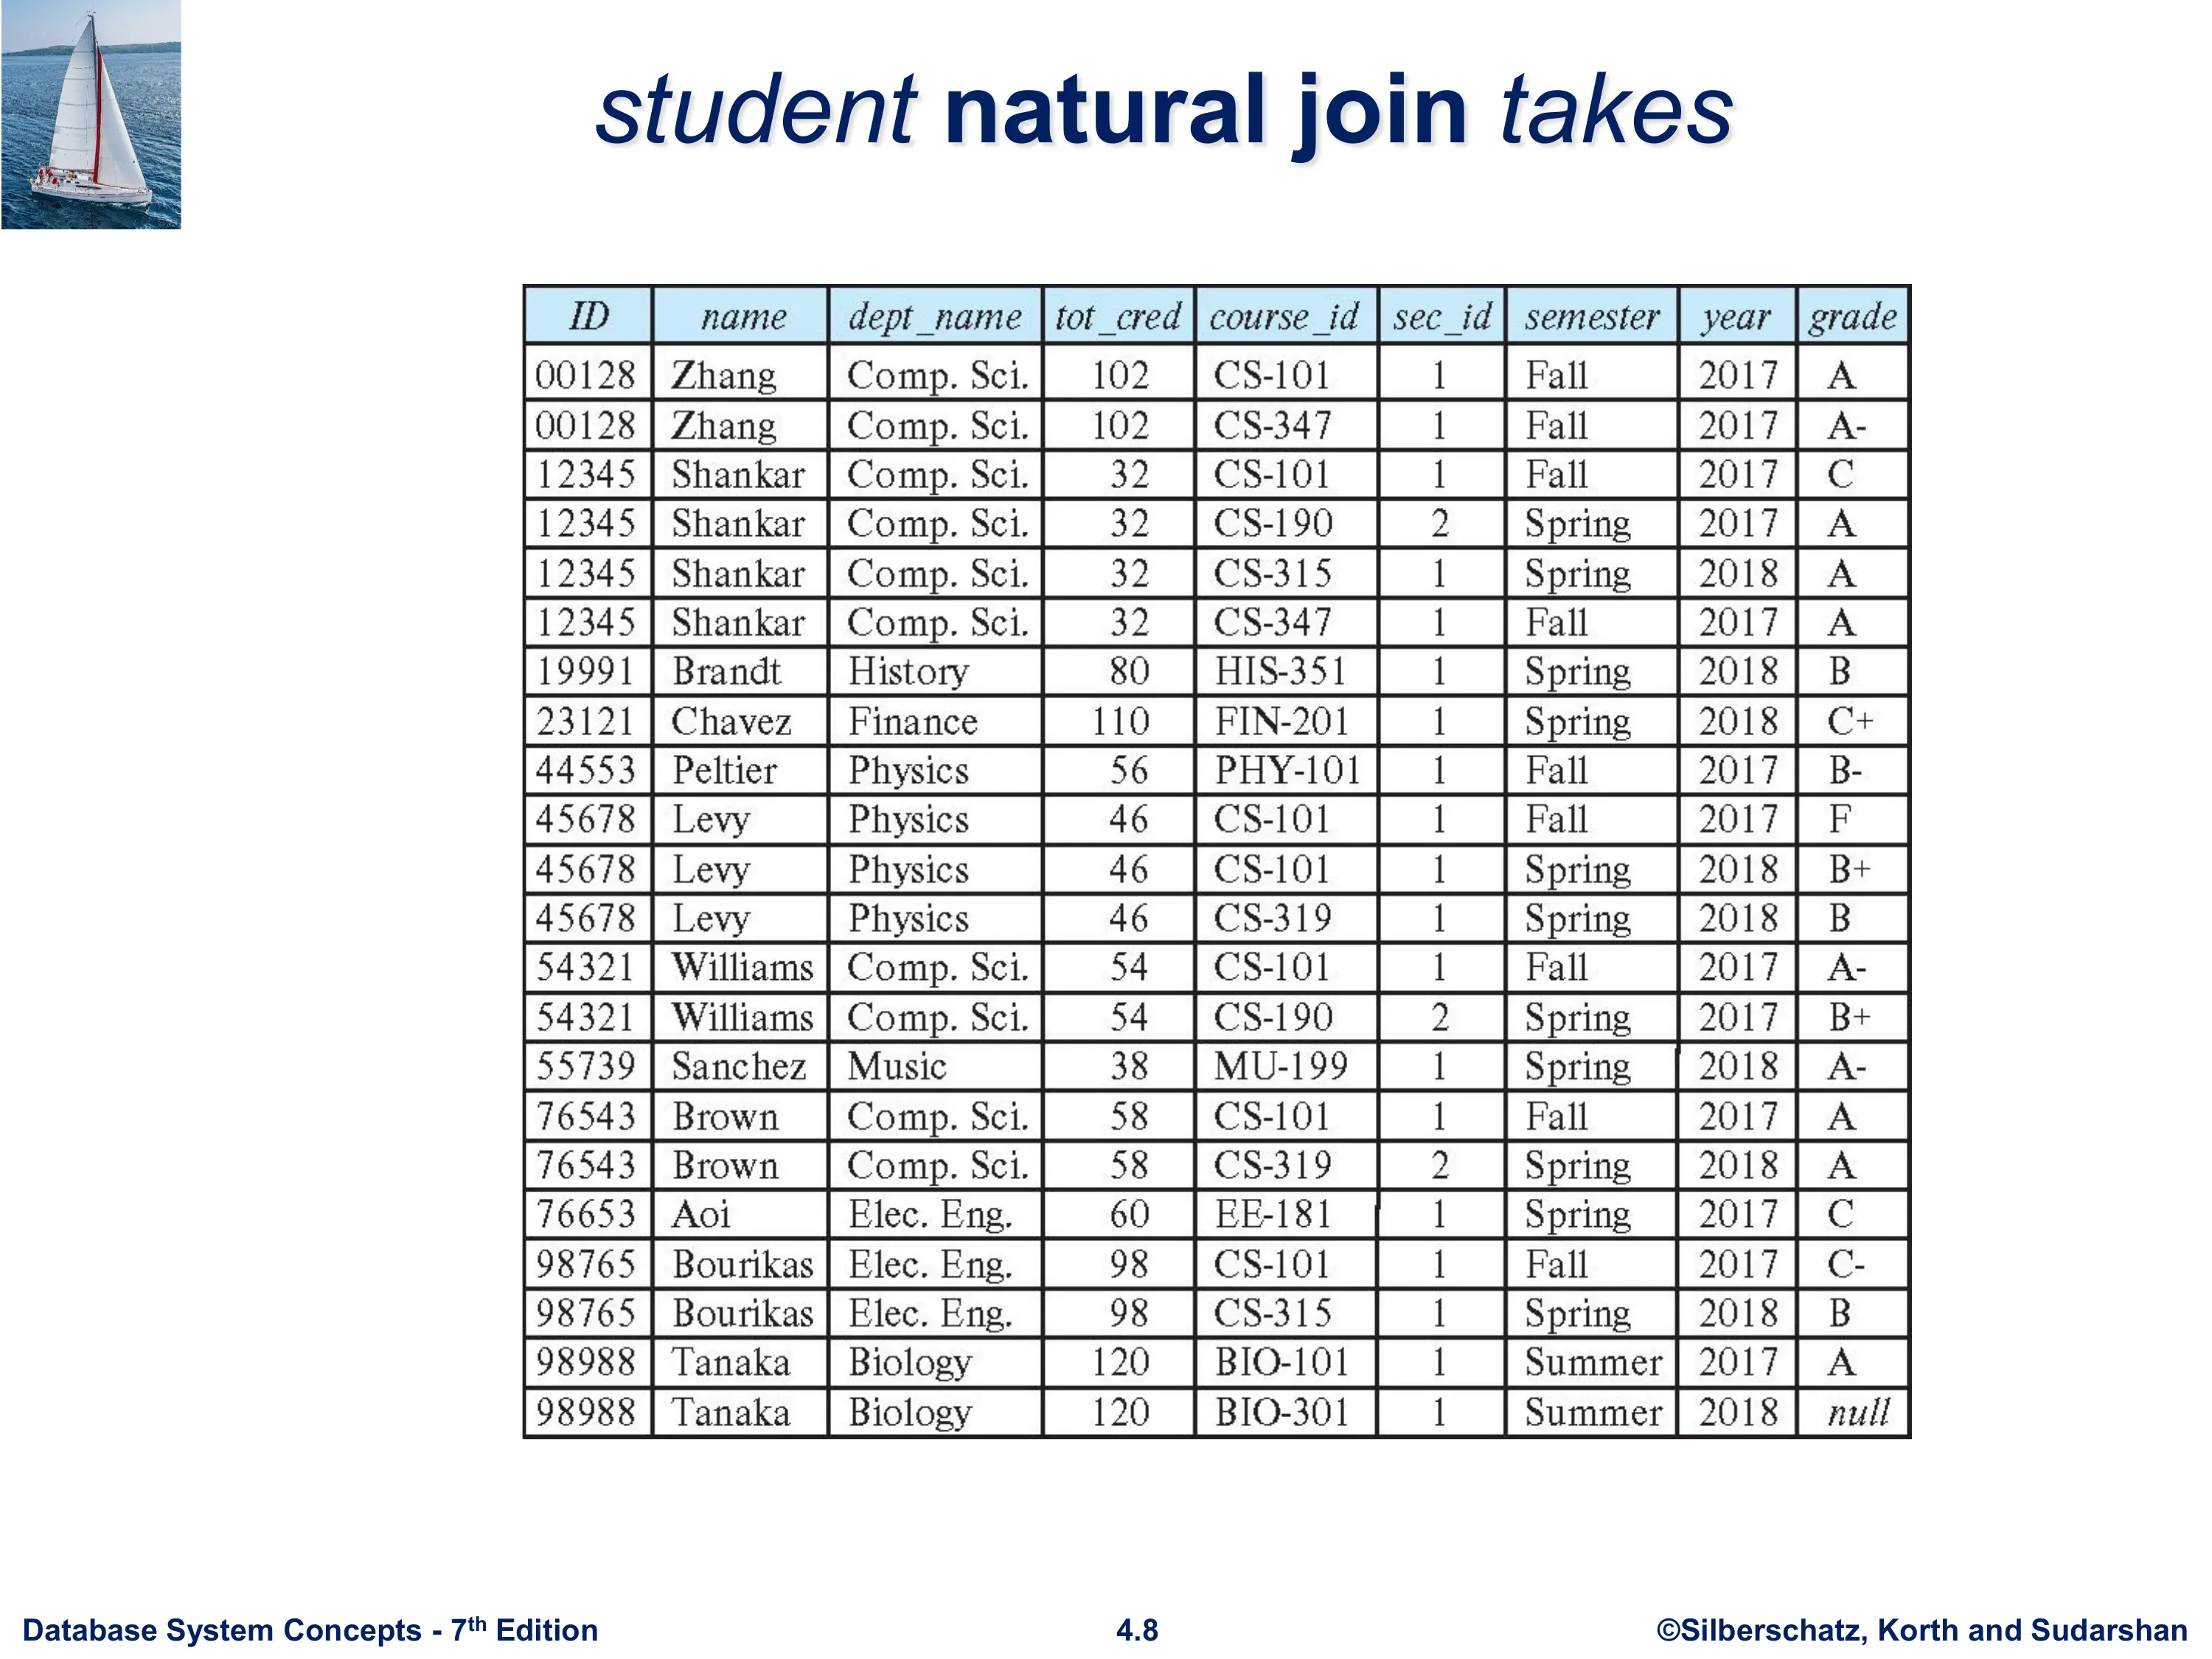 student natural join takes
ID name dept_name tot_cred course_id sec_id semester year grade
00128 Zhang Comp. Sci. 102 CS-101 1 Fall 2017 A
00128 Zhang Comp. Sci. 102 CS-347 1 Fall 2017 A-
12345 Shankar Comp. Sci. 32 CS-101 1 Fall 2017 C
12345 Shankar Comp. Sci. 32 CS-190 2 Spring 2017 A
12345 Shankar Comp. Sci. 32 CS-315 1 Spring 2018 A
12345 Shankar Comp. Sci. 32 CS-347 1 Fall 2017 A
19991 Brandt History 80 HIS-351 1 Spring 2018 B
23121 Chavez Finance 110 FIN-201 1 Spring 2018 C+
44553 Peltier Physics 56 PHY-101 1 Fall 2017 B-
45678 Levy Physics 46 CS-101 1 Fall 2017 F
45678 Levy Physics 46 CS-101 1 Spring 2018 B+
45678 Levy Physics 46 CS-319 1 Spring 2018 B
54321 Williams Comp. Sci. 54 CS-101 1 Fall 2017 A-
54321 Williams Comp. Sci. 54 CS-190 2 Spring 2017 B+
55739 Sanchez Music 38 MU-199 1 Spring 2018 A-
76543 Brown Comp. Sci. 58 CS-101 1 Fall 2017 A
76543 Brown Comp. Sci. 58 CS-319 2 Spring 2018 A
76653 Aoi Elec. Eng. 60 EE-181 1 Spring 2017 C
98765 Bourikas Elec. Eng. 98 CS-101 1 Fall 2017 C-
98765 Bourikas Elec. Eng. 98 CS-315 1 Spring 2018 B
98988 Tanaka Biology 120 BIO-101 1 Summer 2017 A
98988 Tanaka Biology 120 BIO-301 1 Summer 2018 null
Database System Concepts - 7th Edition 4.8 ©Silberschatz, Korth and Sudarshan